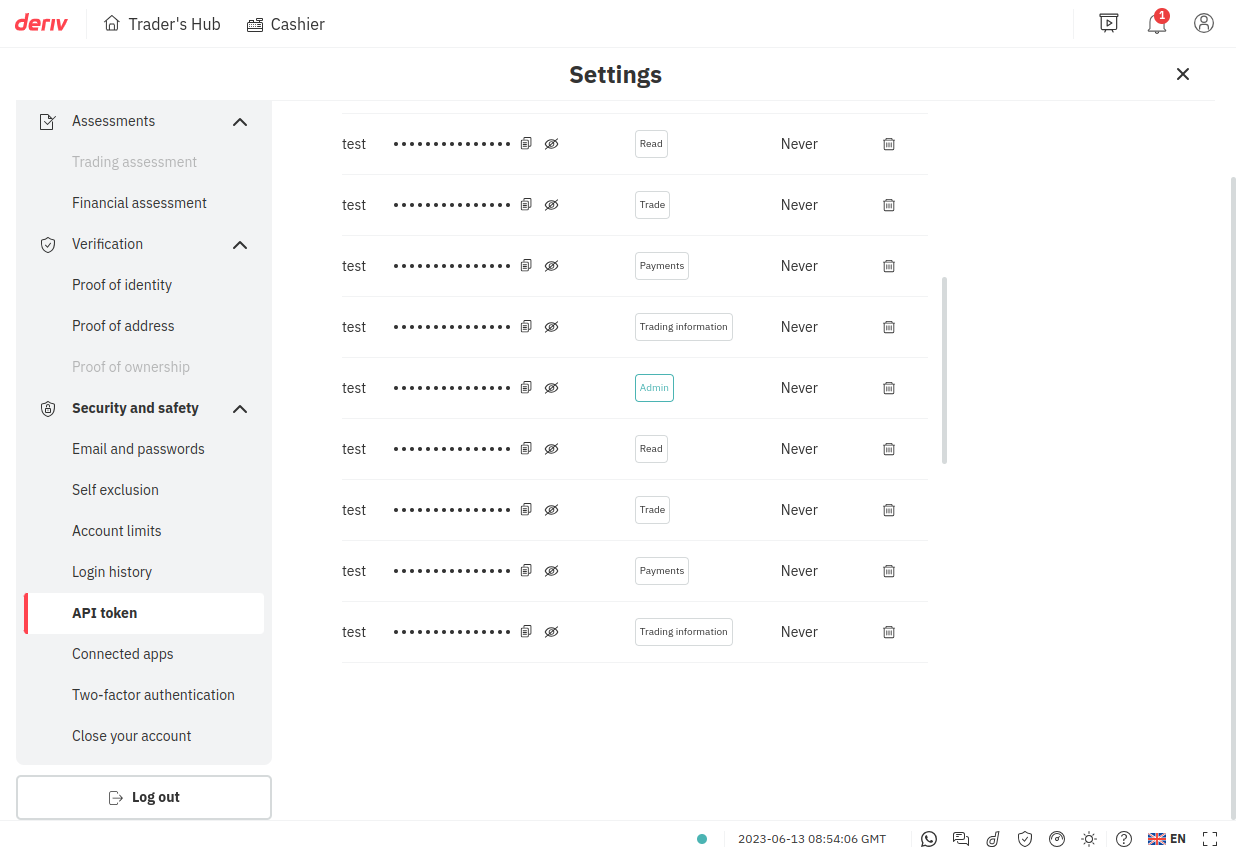 deriv Trader's Hub Cashier 1
Settings
Assessments
Trading assessment
Financial assessment
Verification
Proof of identity
Proof of address
Proof of ownership
Security and safety
Email and passwords
Self exclusion
Account limits
Login history
API token
Connected apps
Two-factor authentication
Close your account
Log out
test Read Never
test Trade Never
test Payments Never
test Trading information Never
test Admin Never
test Read Never
test Trade Never
test Payments Never
test Trading information Never
2023-06-13 08:54:06 GMT EN